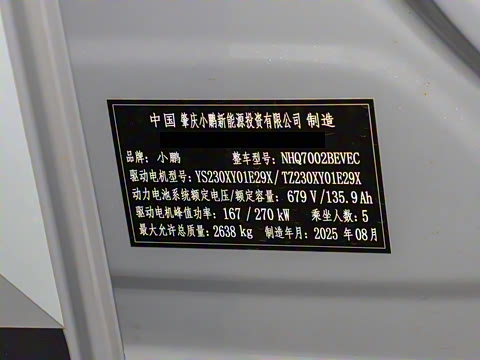 中国 肇庆小鹏新能源投资有限公司 制造
品牌：小鹏 整车型号：NHQ7002BEVEC
驱动电机型号：YS230XY01E29X/TZ230XY01E29X
动力电池系统额定电压/额定容量：679 V/135.9Ah
驱动电机峰值功率：167 / 270 kW 乘坐人数：5
最大允许总质量：2638 kg 制造年月：2025 年 08 月